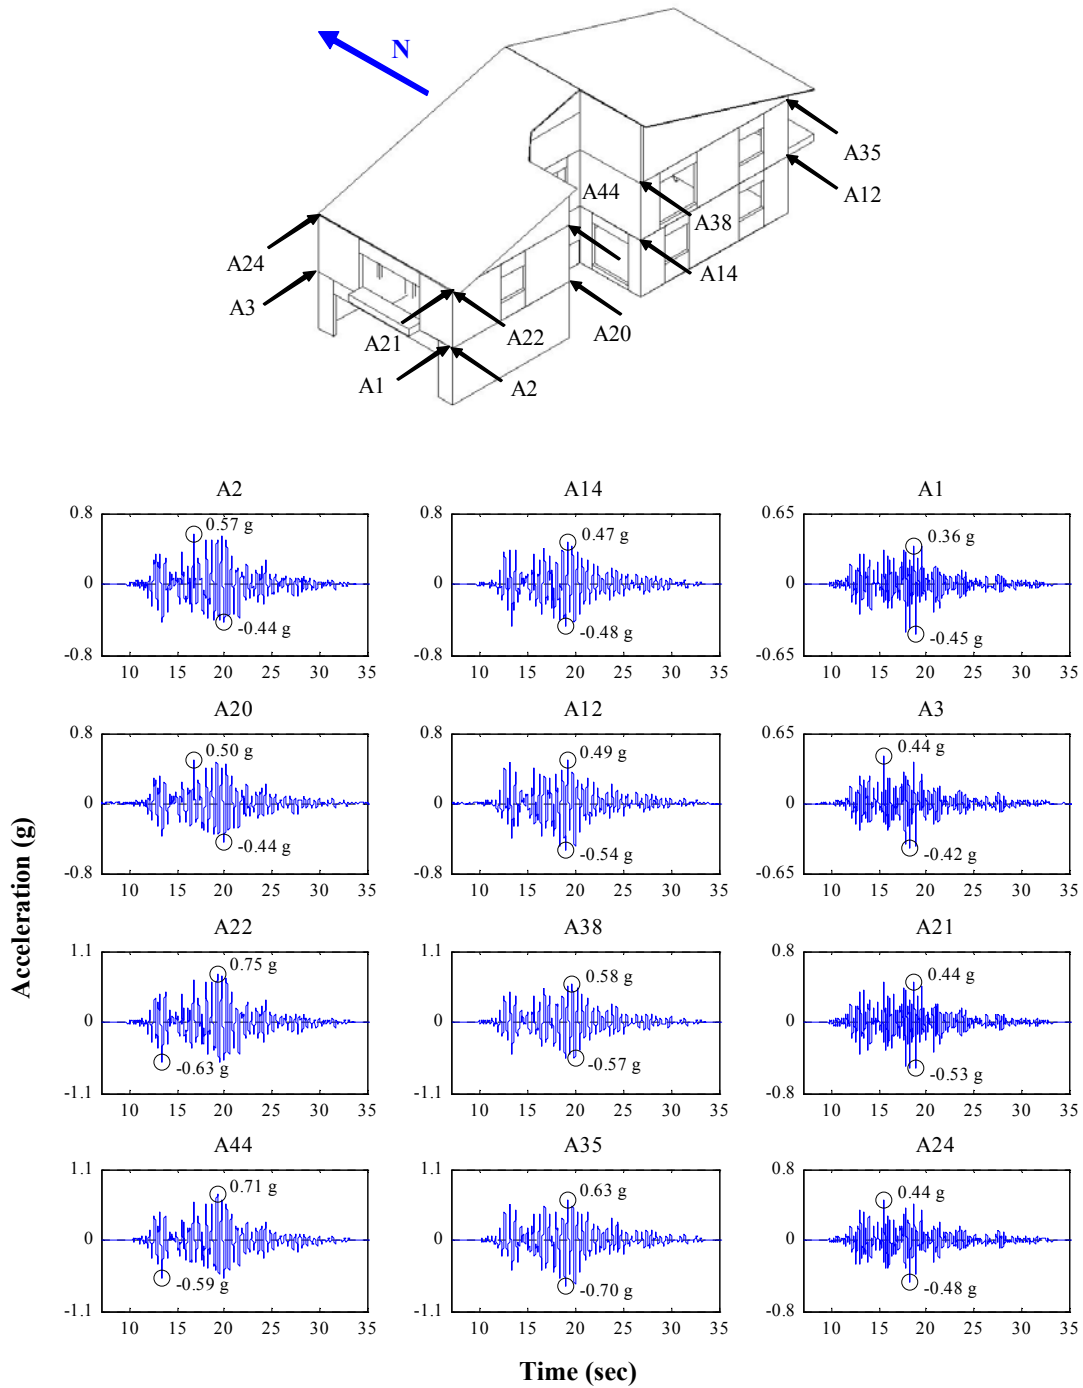 N
A35
A12
A44
A38
A24
A14
A3
A21
A22
A20
A1
A2
A2
A14
A1
0.8
0
-0.8
0.57 g
-0.44 g
10 15 20 25 30 35
0.8
0
-0.8
0.47 g
-0.48 g
10 15 20 25 30 35
0.65
0
-0.65
0.36 g
-0.45 g
10 15 20 25 30 35
A20
A12
A3
0.8
0
-0.8
0.50 g
-0.44 g
10 15 20 25 30 35
0.8
0
-0.8
0.49 g
-0.54 g
10 15 20 25 30 35
0.65
0
-0.65
0.44 g
-0.42 g
10 15 20 25 30 35
Acceleration (g)
A22
A38
A21
1.1
0
-1.1
0.75 g
-0.63 g
10 15 20 25 30 35
1.1
0
-1.1
0.58 g
-0.57 g
10 15 20 25 30 35
0.8
0
-0.8
0.44 g
-0.53 g
10 15 20 25 30 35
A44
A35
A24
1.1
0
-1.1
0.71 g
-0.59 g
10 15 20 25 30 35
1.1
0
-1.1
0.63 g
-0.70 g
10 15 20 25 30 35
0.8
0
-0.8
0.44 g
-0.48 g
10 15 20 25 30 35
Time (sec)